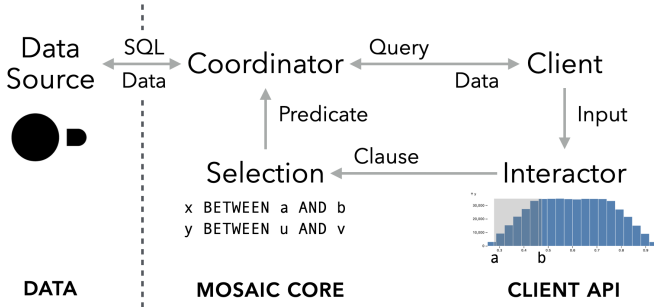 Data
Source
SQL
Data
Coordinator
Query
Data
Client
Predicate
Input
Selection
Clause
Interactor
x BETWEEN a AND b
y BETWEEN u AND v
a
b
DATA
MOSAIC CORE
CLIENT API